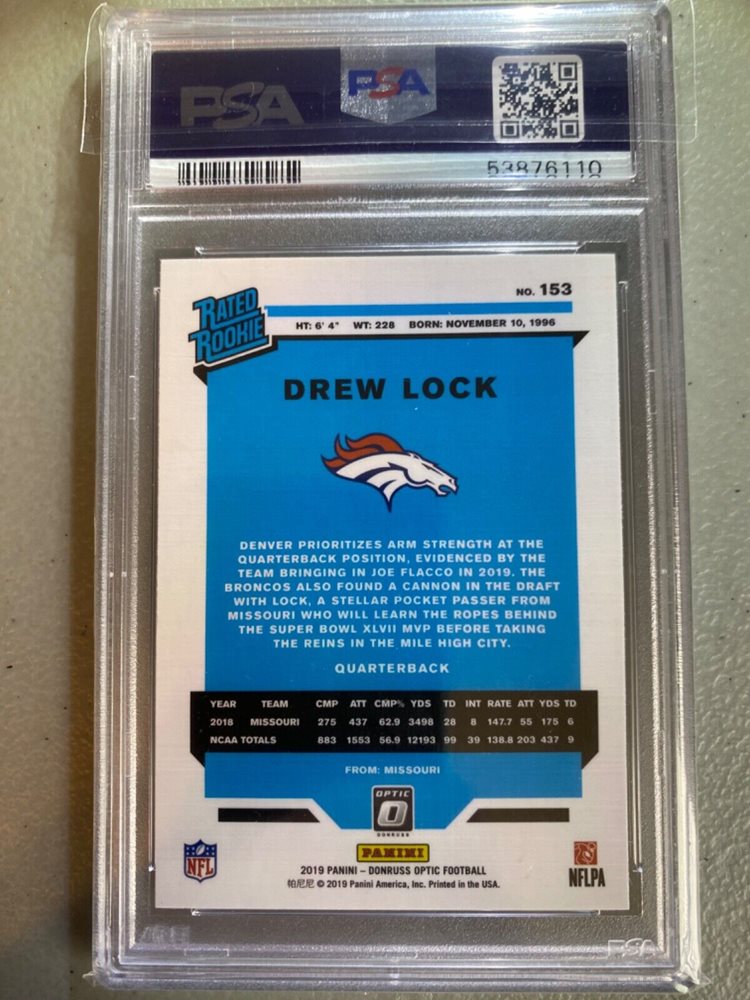 PSA PSA
53876110
NO. 153
RATED
ROOKIE
HT: 6' 4" WT: 228 BORN: NOVEMBER 10, 1996
DREW LOCK
DENVER PRIORITIZES ARM STRENGTH AT THE
QUARTERBACK POSITION, EVIDENCED BY THE
TEAM BRINGING IN JOE FLACCO IN 2019. THE
BRONCOS ALSO FOUND A CANNON IN THE DRAFT
WITH LOCK, A STELLAR POCKET PASSER FROM
MISSOURI WHO WILL LEARN THE ROPES BEHIND
THE SUPER BOWL XLVII MVP BEFORE TAKING
THE REINS IN THE MILE HIGH CITY.
QUARTERBACK
YEAR TEAM CMP ATT CMP% YDS TD INT RATE ATT YDS TD
2018 MISSOURI 275 437 62.9 3498 28 8 147.7 55 175 6
NCAA TOTALS 883 1553 56.9 12193 99 39 138.8 203 437 9
FROM: MISSOURI
OPTIC
DONRUSS
NFL
PANINI
NFLPA
2019 PANINI – DONRUSS OPTIC FOOTBALL
帕尼尼 © 2019 Panini America, Inc. Printed in the USA.
PSA